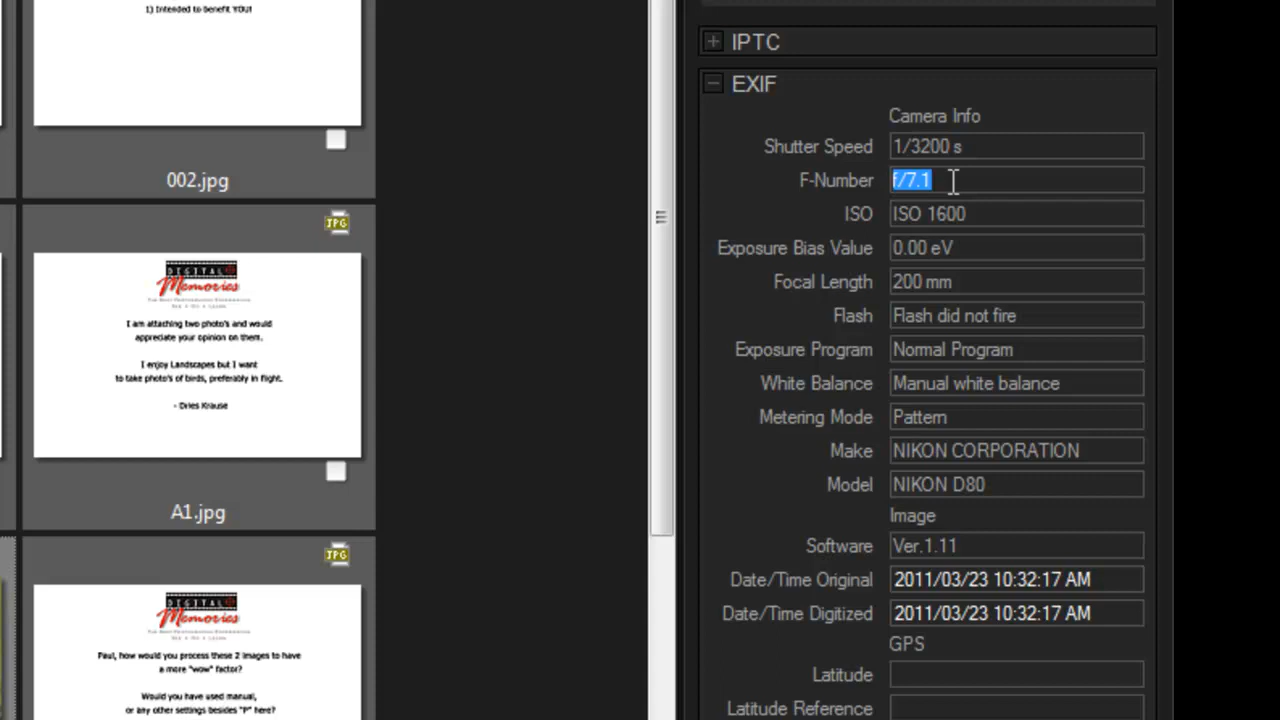 1) Intended to benefit YOU!
002.jpg
JPG
DIGITAL
Memories
I am attaching two photo's and would
appreciate your opinion on them.
I enjoy Landscapes but I want
to take photo's of birds, preferably in flight.
- Dries Krause
A1.jpg
JPG
DIGITAL
Memories
Paul, how would you process these 2 images to have
a more "wow" factor?
Would you have used manual,
or any other settings besides "P" here?
IPTC
EXIF
Camera Info
Shutter Speed 1/3200 s
F-Number f/7.1
ISO ISO 1600
Exposure Bias Value 0.00 eV
Focal Length 200 mm
Flash Flash did not fire
Exposure Program Normal Program
White Balance Manual white balance
Metering Mode Pattern
Make NIKON CORPORATION
Model NIKON D80
Image
Software Ver.1.11
Date/Time Original 2011/03/23 10:32:17 AM
Date/Time Digitized 2011/03/23 10:32:17 AM
GPS
Latitude
Latitude Reference